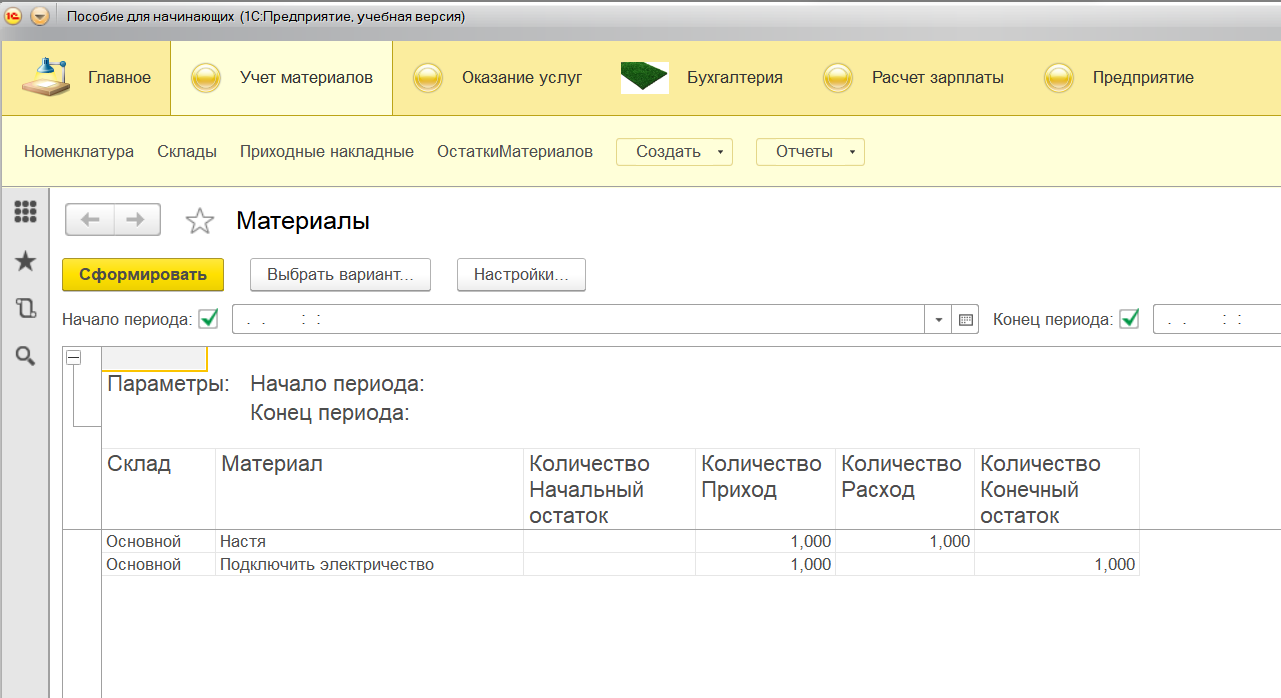 Пособие для начинающих (1С:Предприятие, учебная версия)
Главное Учет материалов Оказание услуг Бухгалтерия Расчет зарплаты Предприятие
Номенклатура Склады Приходные накладные ОстаткиМатериалов Создать Отчеты
Материалы
Сформировать Выбрать вариант... Настройки...
Начало периода: . . : : Конец периода: . . : :
Параметры: Начало периода:
Конец периода:
Склад Материал Количество Количество Количество Количество
Начальный Приход Расход Конечный
остаток остаток
Основной Настя 1,000 1,000
Основной Подключить электричество 1,000 1,000